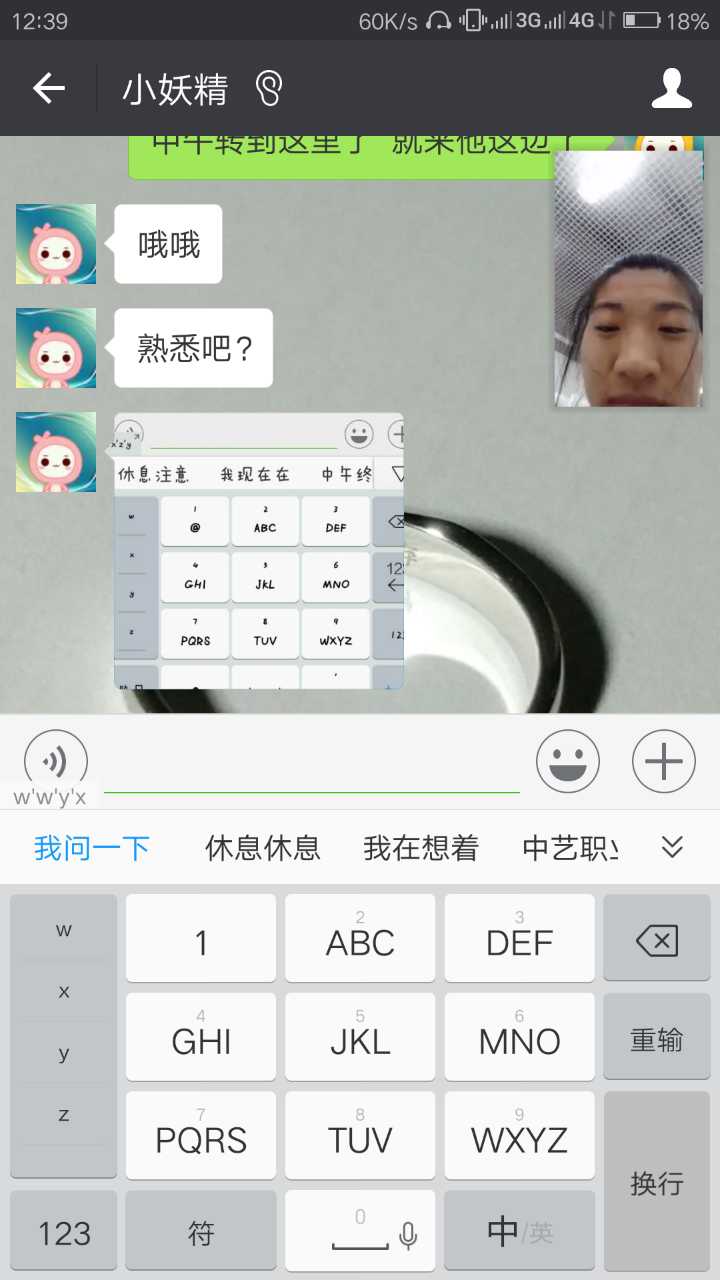 12:39 60K/s 3G 4G 18%
小妖精
中午转到这里了 就来他这边了
哦哦
熟悉吧？
x'z'y
休息注意 我现在在 中午终
w
1 @ 2 ABC 3 DEF
x
4 GHI 5 JKL 6 MNO 123
y
7 PQRS 8 TUV 9 WXYZ 123
z
w'w'y'x
我问一下 休息休息 我在想着 中艺职业
w
1 2 ABC 3 DEF
x
4 GHI 5 JKL 6 MNO 重输
y
7 PQRS 8 TUV 9 WXYZ
z
换行
123 符 0 中/英